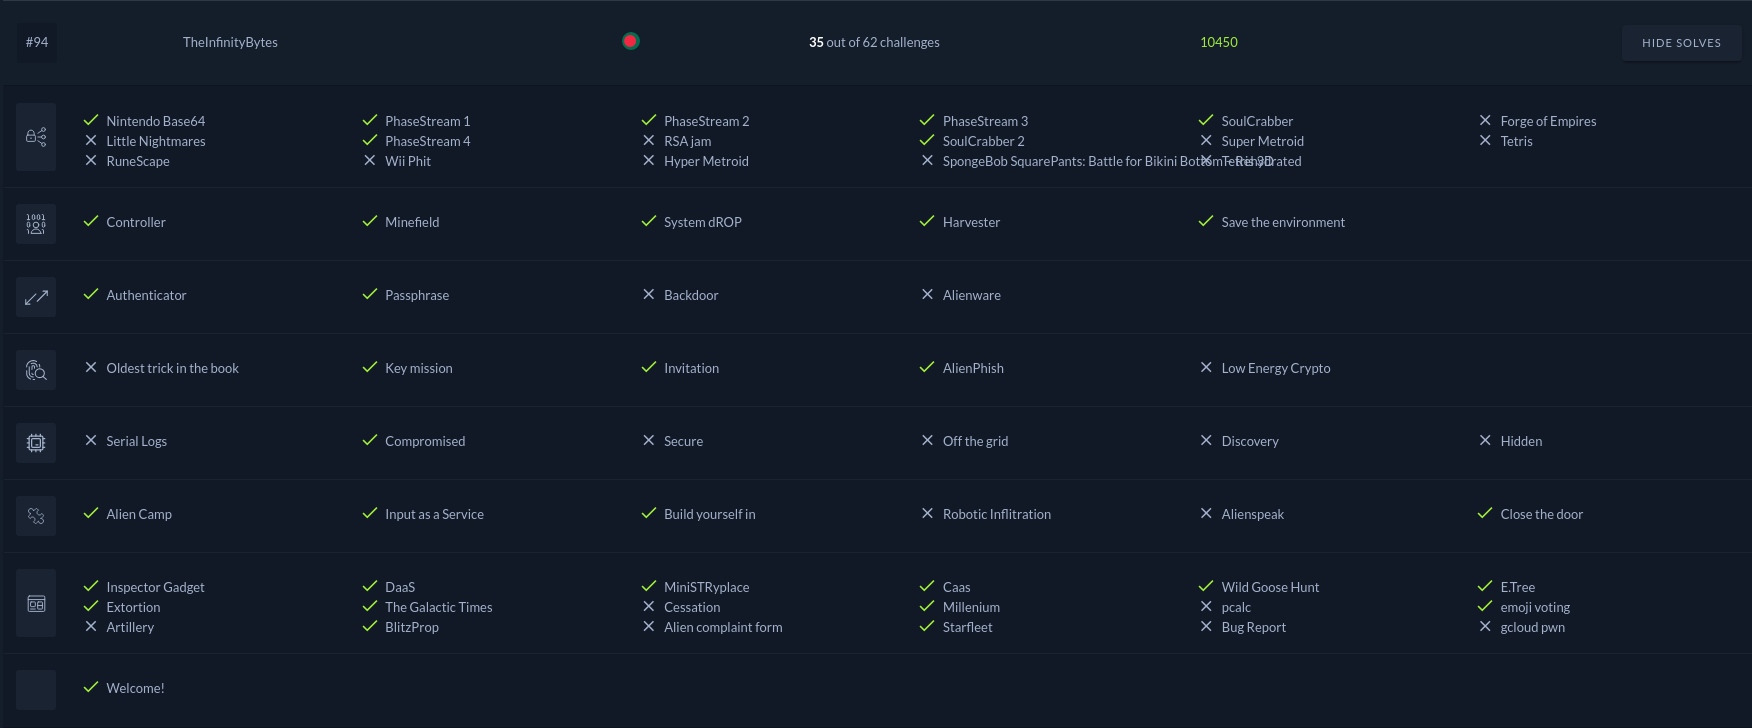 #94 TheInfinityBytes 35 out of 62 challenges 10450 HIDE SOLVES
Nintendo Base64 PhaseStream 1 PhaseStream 2 PhaseStream 3 SoulCrabber Forge of Empires
Little Nightmares PhaseStream 4 RSA jam SoulCrabber 2 Super Metroid Tetris
RuneScape Wii Phit Hyper Metroid SpongeBob SquarePants: Battle for Bikini Bottom - Rehydrated Tetris 3D
1001
Controller Minefield System dROP Harvester Save the environment
Authenticator Passphrase Backdoor Alienware
Oldest trick in the book Key mission Invitation AlienPhish Low Energy Crypto
Serial Logs Compromised Secure Off the grid Discovery Hidden
Alien Camp Input as a Service Build yourself in Robotic Inflitration Alienspeak Close the door
Inspector Gadget DaaS MiniSTRyplace Caas Wild Goose Hunt E.Tree
Extortion The Galactic Times Cessation Millenium pcalc emoji voting
Artillery BlitzProp Alien complaint form Starfleet Bug Report gcloud pwn
Welcome!